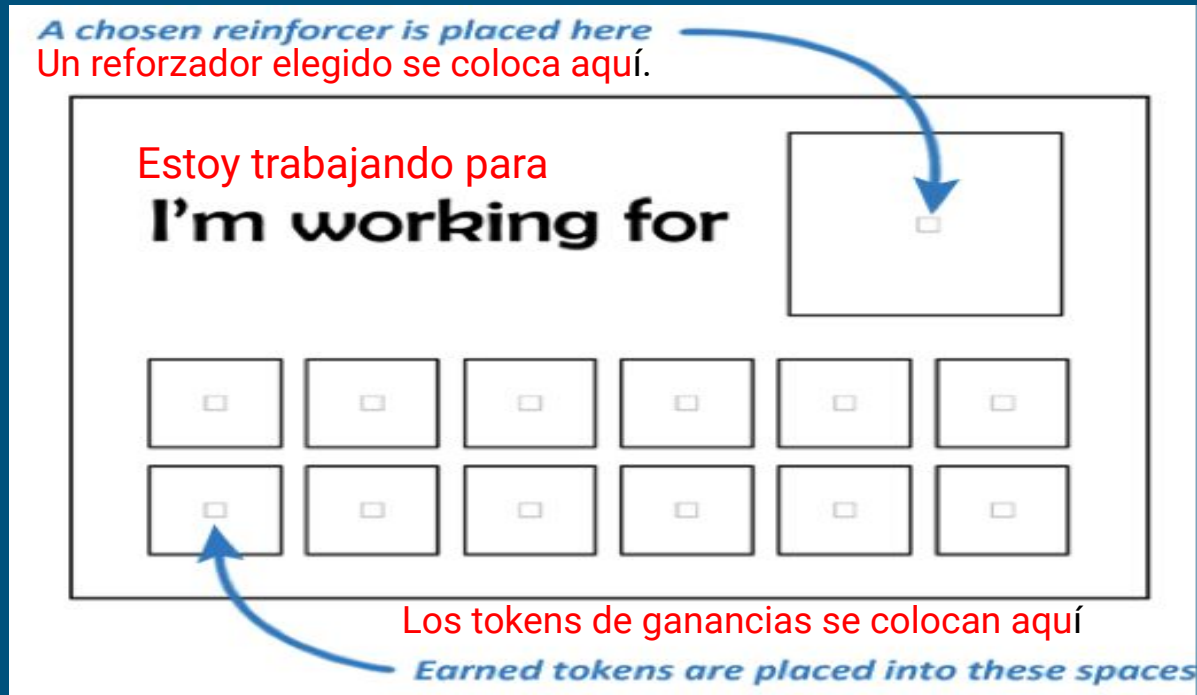 A chosen reinforcer is placed here
Un reforzador elegido se coloca aquí.
Estoy trabajando para
I'm working for
Los tokens de ganancias se colocan aquí
Earned tokens are placed into these spaces